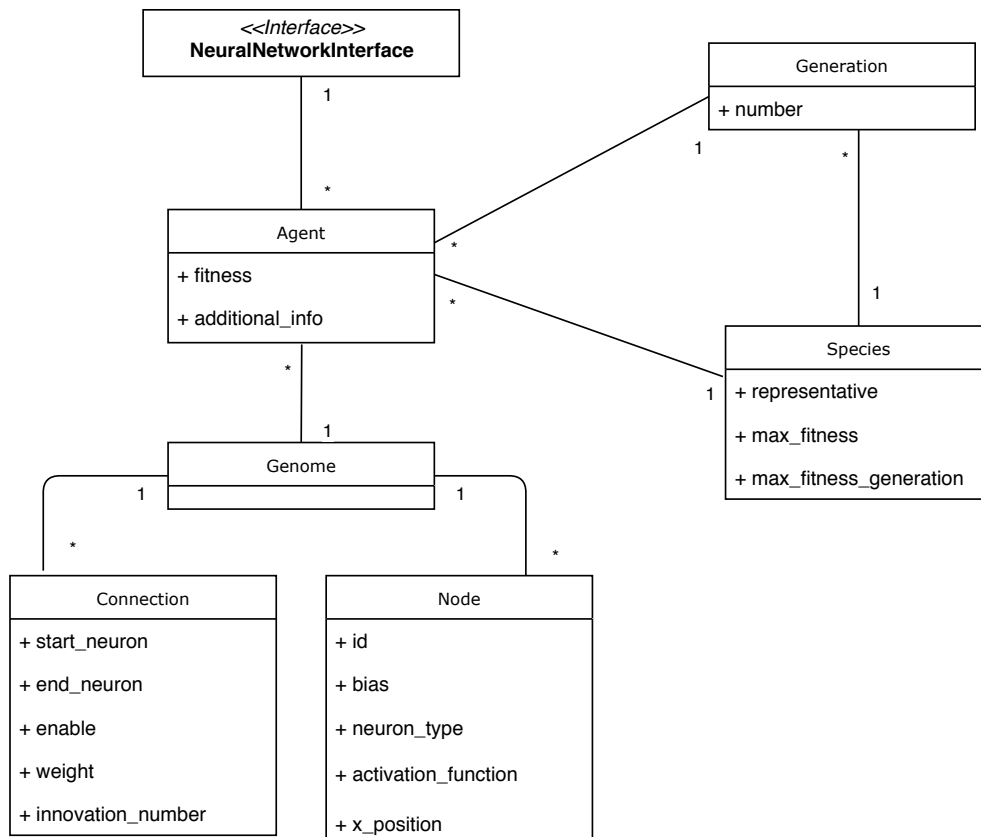 <<Interface>>
NeuralNetworkInterface
1
*
Generation
+ number
1
*
*
1
Agent
+ fitness
+ additional_info
*
*
1
Species
+ representative
+ max_fitness
+ max_fitness_generation
*
1
Genome
1
1
*
*
Connection
+ start_neuron
+ end_neuron
+ enable
+ weight
+ innovation_number
Node
+ id
+ bias
+ neuron_type
+ activation_function
+ x_position